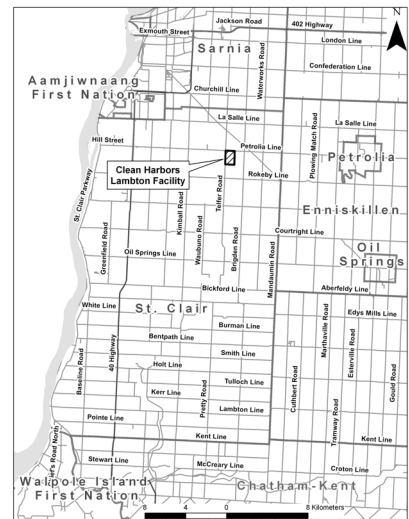 N
Jackson Road
402 Highway
Exmouth Street
London Line
Sarnia
Waterworks Road
Confederation Line
Aamjiwnaang
First Nation
Churchill Line
La Salle Line
La Salle Line
Hill Street
Petrolia Line
Plowing Match Road
Petrolia
Clean Harbors
Lambton Facility
Rokeby Line
St. Clair Parkway
Kimball Road
Telfer Road
Enniskillen
Greenfield Road
Waubuno Road
Brigden Road
Mandaumin Road
Courtright Line
Oil
Springs
Oil Springs Line
Bickford Line
Aberfeldy Line
White Line
St. Clair
Edys Mills Line
Burman Line
Marthaville Road
Esterville Road
Bentpath Line
Smith Line
Baseline Road
40 Highway
Holt Line
Gould Road
Tulloch Line
Kerr Line
Pretty Road
Cuthbert Road
Lambton Line
Tramway Road
Pointe Line
Kent Line
Kent Line
Road North
Stewart Line
McCreary Line
Croton Line
Walpole Island
First Nation
Chatham-Kent
8 4 0 8 Kilometers